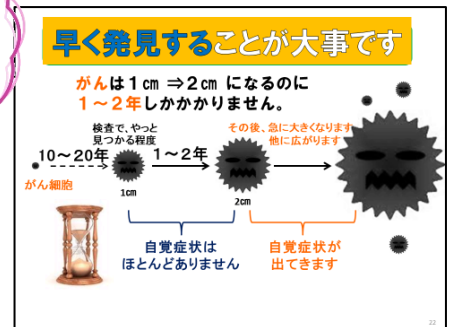 早く発見することが大事です
がんは1㎝ ⇒2㎝ になるのに
1～2年しかかかりません。
検査で、やっと
見つかる程度
その後、急に大きくなります
他に広がります
10～20年
1～2年
がん細胞
1cm
2cm
自覚症状は
ほとんどありません
自覚症状が
出てきます
22